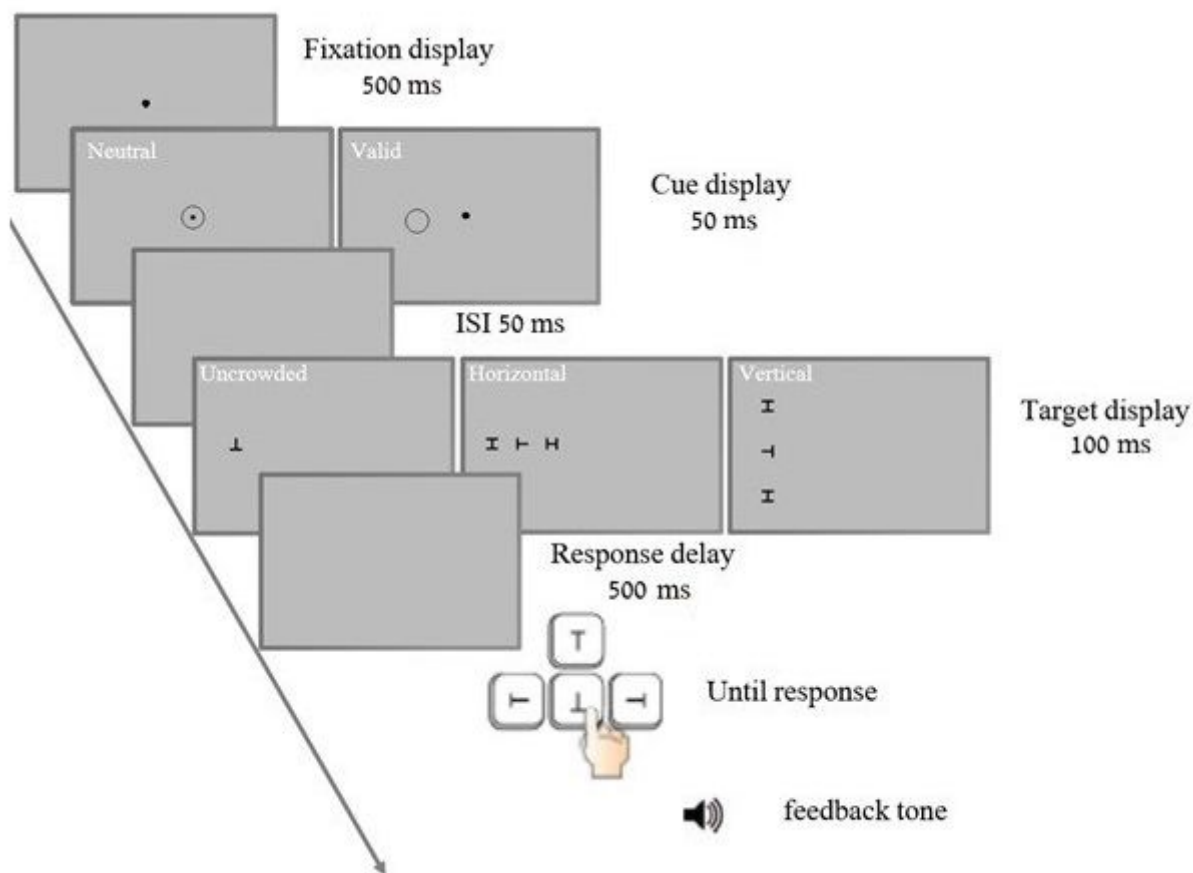 Fixation display
500 ms
Neutral
Valid
Cue display
50 ms
ISI 50 ms
Uncrowded
Horizontal
Vertical
Target display
100 ms
Response delay
500 ms
Until response
feedback tone